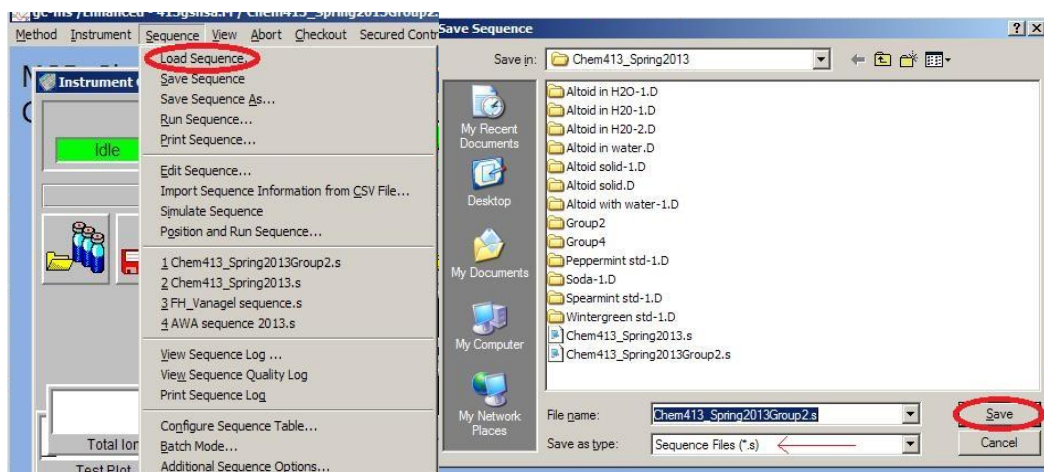 Method Instrument Sequence View Abort Checkout Secured Contr
Load Sequence.
Save Sequence
Save Sequence As...
Run Sequence...
Print Sequence...
Edit Sequence...
Import Sequence Information from CSV File...
Simulate Sequence
Position and Run Sequence...
1 Chem413_Spring2013Group2.s
2 Chem413_Spring2013.s
3 FH_Vanagel sequence.s
4 AWA sequence 2013.s
View Sequence Log ...
View Sequence Quality Log
Print Sequence Log
Configure Sequence Table...
Batch Mode...
Additional Sequence Options...
Instrument
Idle
Total Ion
Test Plot
Save Sequence
Save in: Chem413_Spring2013
My Recent Documents
Desktop
My Documents
My Computer
My Network Places
Altoid in H2O-1.D
Altoid in H20-1.D
Altoid in H20-2.D
Altoid in water.D
Altoid solid-1.D
Altoid solid.D
Altoid with water-1.D
Group2
Group4
Peppermint std-1.D
Soda-1.D
Spearmint std-1.D
Wintergreen std-1.D
Chem413_Spring2013.s
Chem413_Spring2013Group2.s
File name: Chem413_Spring2013Group2.s Save
Save as type: Sequence Files (*.s) Cancel